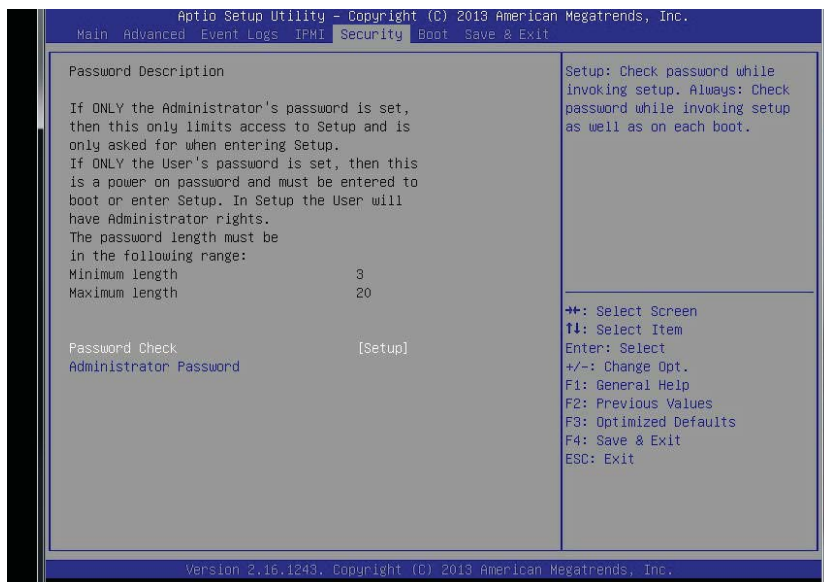 Aptio Setup Utility – Copyright (C) 2013 American Megatrends, Inc.
Main Advanced Event Logs IPMI Security Boot Save & Exit
Password Description
If ONLY the Administrator's password is set,
then this only limits access to Setup and is
only asked for when entering Setup.
If ONLY the User's password is set, then this
is a power on password and must be entered to
boot or enter Setup. In Setup the User will
have Administrator rights.
The password length must be
in the following range:
Minimum length 3
Maximum length 20
Password Check [Setup]
Administrator Password
Setup: Check password while
invoking setup. Always: Check
password while invoking setup
as well as on each boot.
→←: Select Screen
↑↓: Select Item
Enter: Select
+/-: Change Opt.
F1: General Help
F2: Previous Values
F3: Optimized Defaults
F4: Save & Exit
ESC: Exit
Version 2.16.1243. Copyright (C) 2013 American Megatrends, Inc.